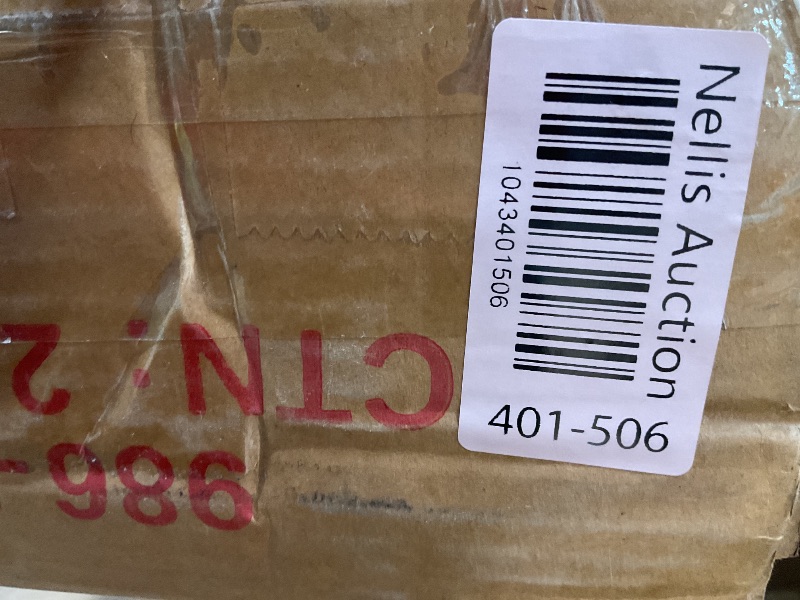 Nellis Auction
1043401506
401-506
986-
CTN: 2